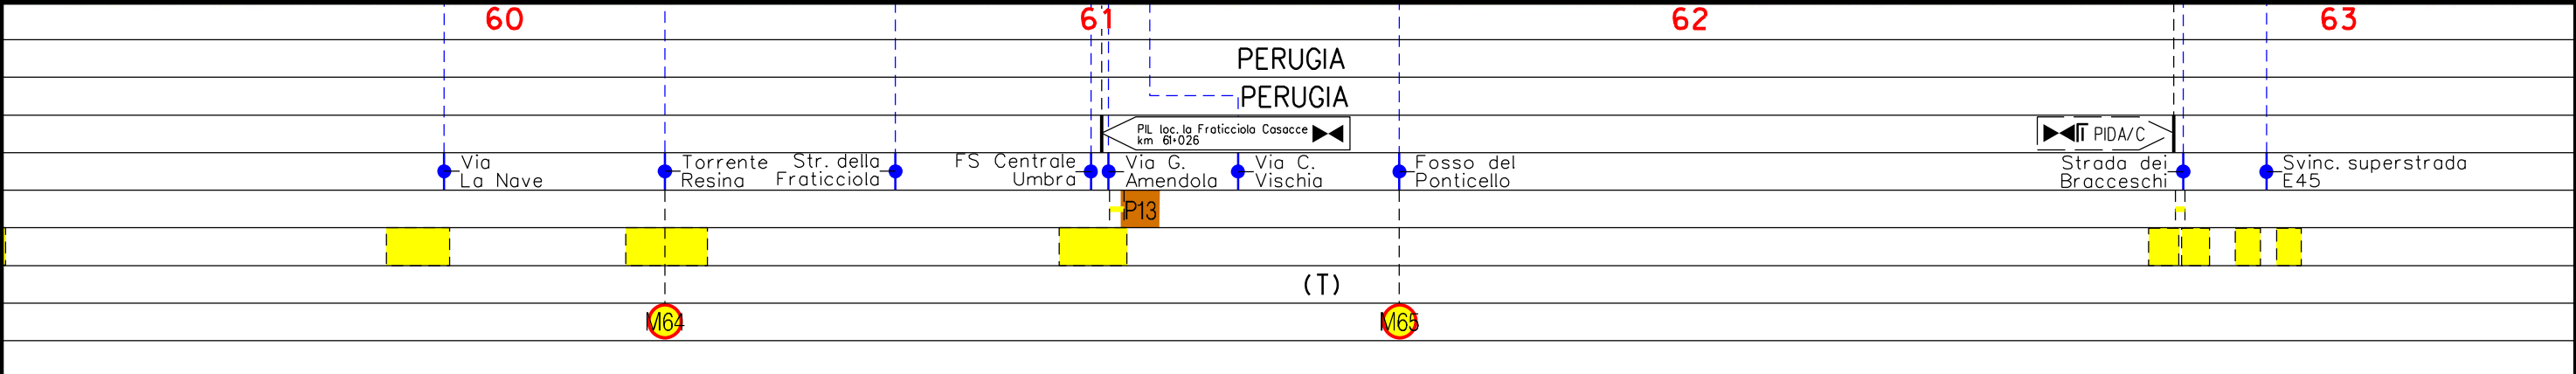 60 61 62 63
PERUGIA
PERUGIA
PIL loc. la Fraticciola Casacce
km 61+026
PIDA/C
Via
La Nave
Torrente
Resina
Str. della
Fraticciola
FS Centrale
Umbra
Via G.
Amendola
Via C.
Vischia
Fosso del
Ponticello
Strada dei
Bracceschi
Svinc. superstrada
E45
P13
(T)
M64 M65